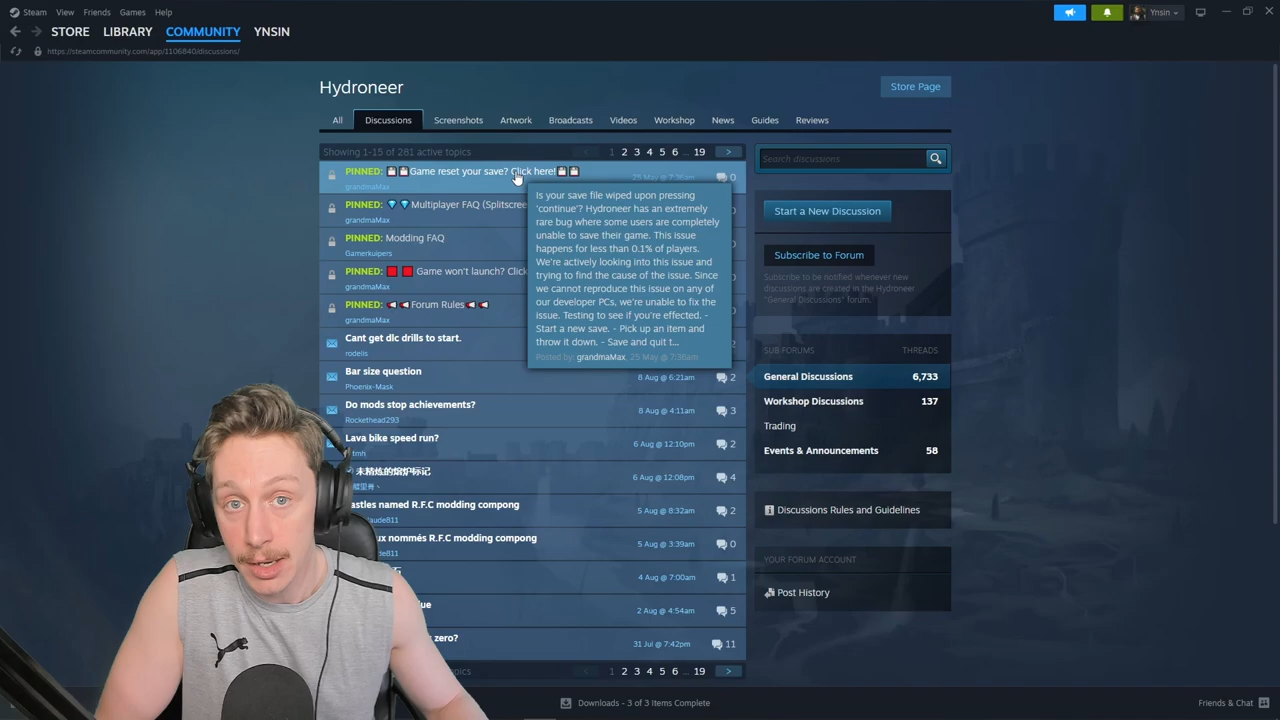 Steam View Friends Games Help
Ynsin
STORE LIBRARY COMMUNITY YNSIN
https://steamcommunity.com/app/1106840/discussions/
Hydroneer
Store Page
All Discussions Screenshots Artwork Broadcasts Videos Workshop News Guides Reviews
Showing 1-15 of 281 active topics
< 1 2 3 4 5 6 ... 19 >
Search discussions
PINNED: Game reset your save? Click here!
25 May @ 7:36am
0
grandmaMax
Is your save file wiped upon pressing
'continue'? Hydroneer has an extremely
rare bug where some users are completely
unable to save their game. This issue
happens for less than 0.1% of players.
We're actively looking into this issue and
trying to find the cause of the issue. Since
we cannot reproduce this issue on any of
our developer PCs, we're unable to fix the
issue. Testing to see if you're effected. -
Start a new save. - Pick up an item and
throw it down. - Save and quit t...
Posted by: grandmaMax, 25 May @ 7:36am
PINNED: Multiplayer FAQ (Splitscree
grandmaMax
PINNED: Modding FAQ
Gamerkuipers
PINNED: Game won't launch? Click
grandmaMax
PINNED: Forum Rules
grandmaMax
Cant get dlc drills to start.
rodelis
Bar size question
8 Aug @ 6:21am
2
Phoenix-Mask
Do mods stop achievements?
8 Aug @ 4:11am
3
Rockethead293
Lava bike speed run?
6 Aug @ 12:10pm
2
tmh
6 Aug @ 12:08pm
4
astles named R.F.C modding compong
5 Aug @ 8:32am
2
laude811
ux nommés R.F.C modding compong
5 Aug @ 3:39am
0
4 Aug @ 7:00am
1
2 Aug @ 4:54am
5
zero?
31 Jul @ 7:42pm
11
pics
< 1 2 3 4 5 6 ... 19 >
Start a New Discussion
Subscribe to Forum
Subscribe to be notified whenever new
discussions are created in the Hydroneer
"General Discussions" forum.
SUB FORUMS THREADS
General Discussions 6,733
Workshop Discussions 137
Trading
Events & Announcements 58
Discussions Rules and Guidelines
YOUR FORUM ACCOUNT
Post History
Downloads - 3 of 3 Items Complete
Friends & Chat